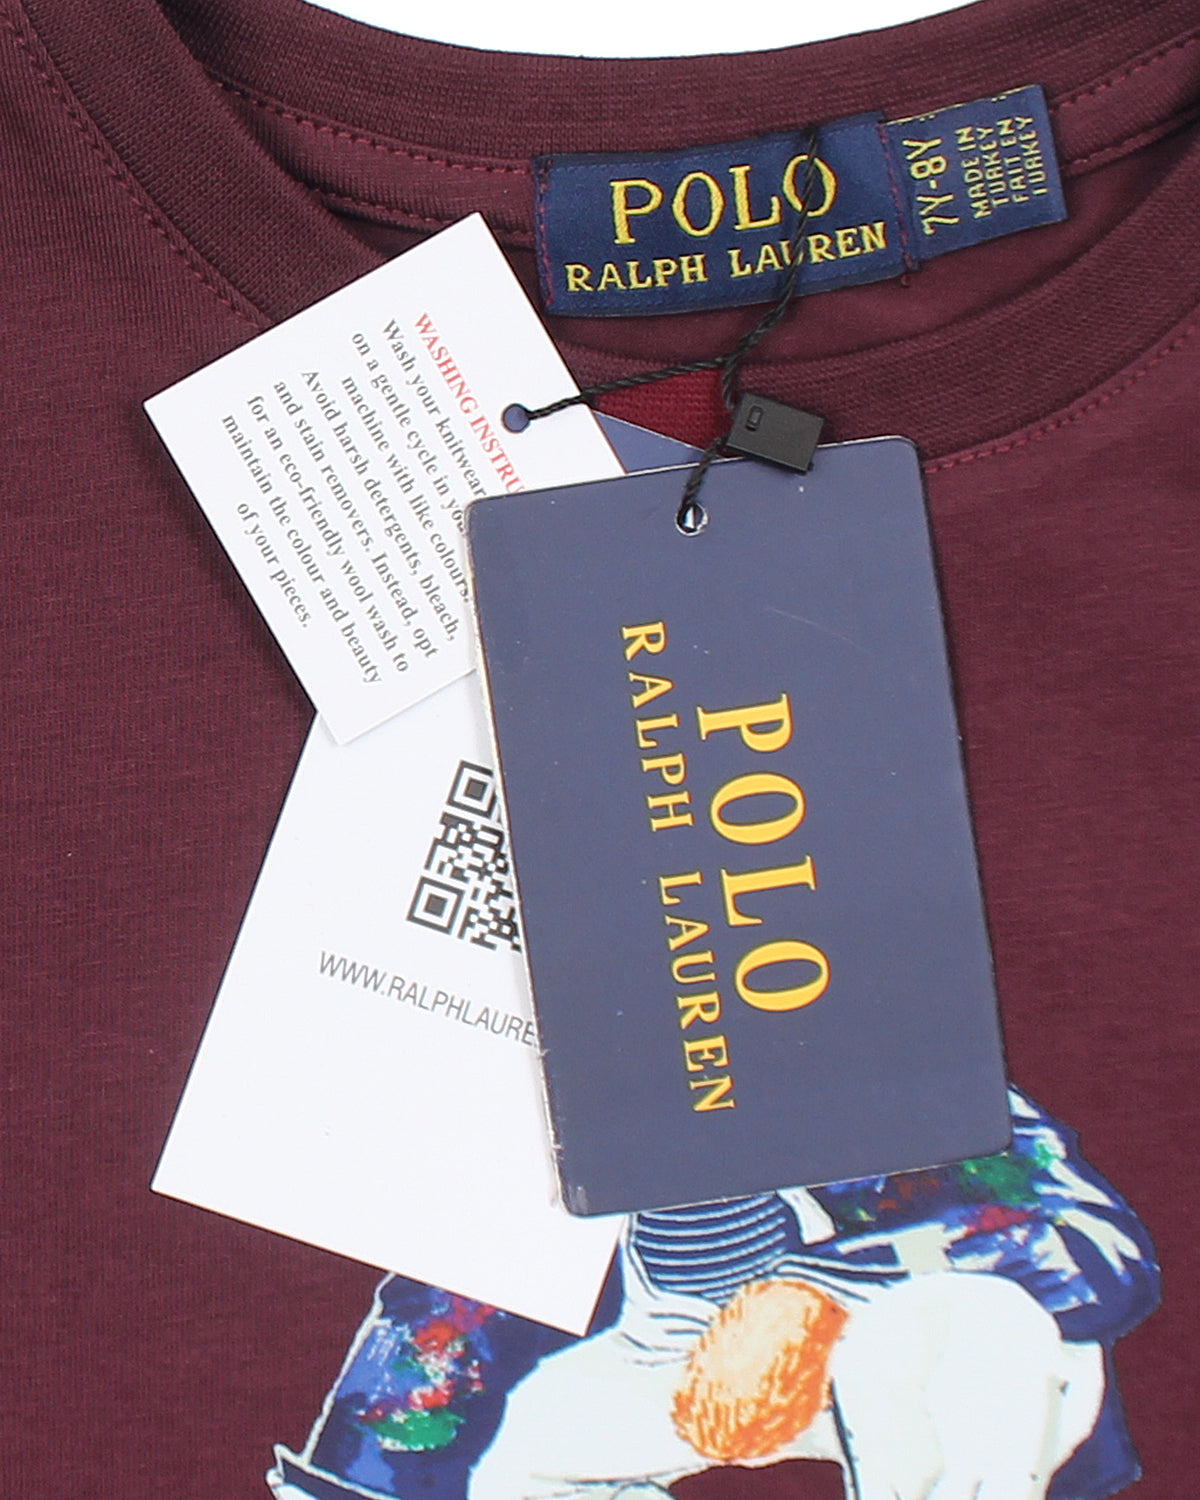 POLO
RALPH LAUREN
7Y-8Y
MADE IN
TURKEY
FAIT EN
TURKEY
WASHING INSTRU
Wash your knitwear
on a gentle cycle in yo
machine with like colours.
Avoid harsh detergents, bleach,
and stain removers. Instead, opt
for an eco-friendly wool wash to
maintain the colour and beauty
of your pieces.
POLO
RALPH LAUREN
WWW.RALPHLAURE